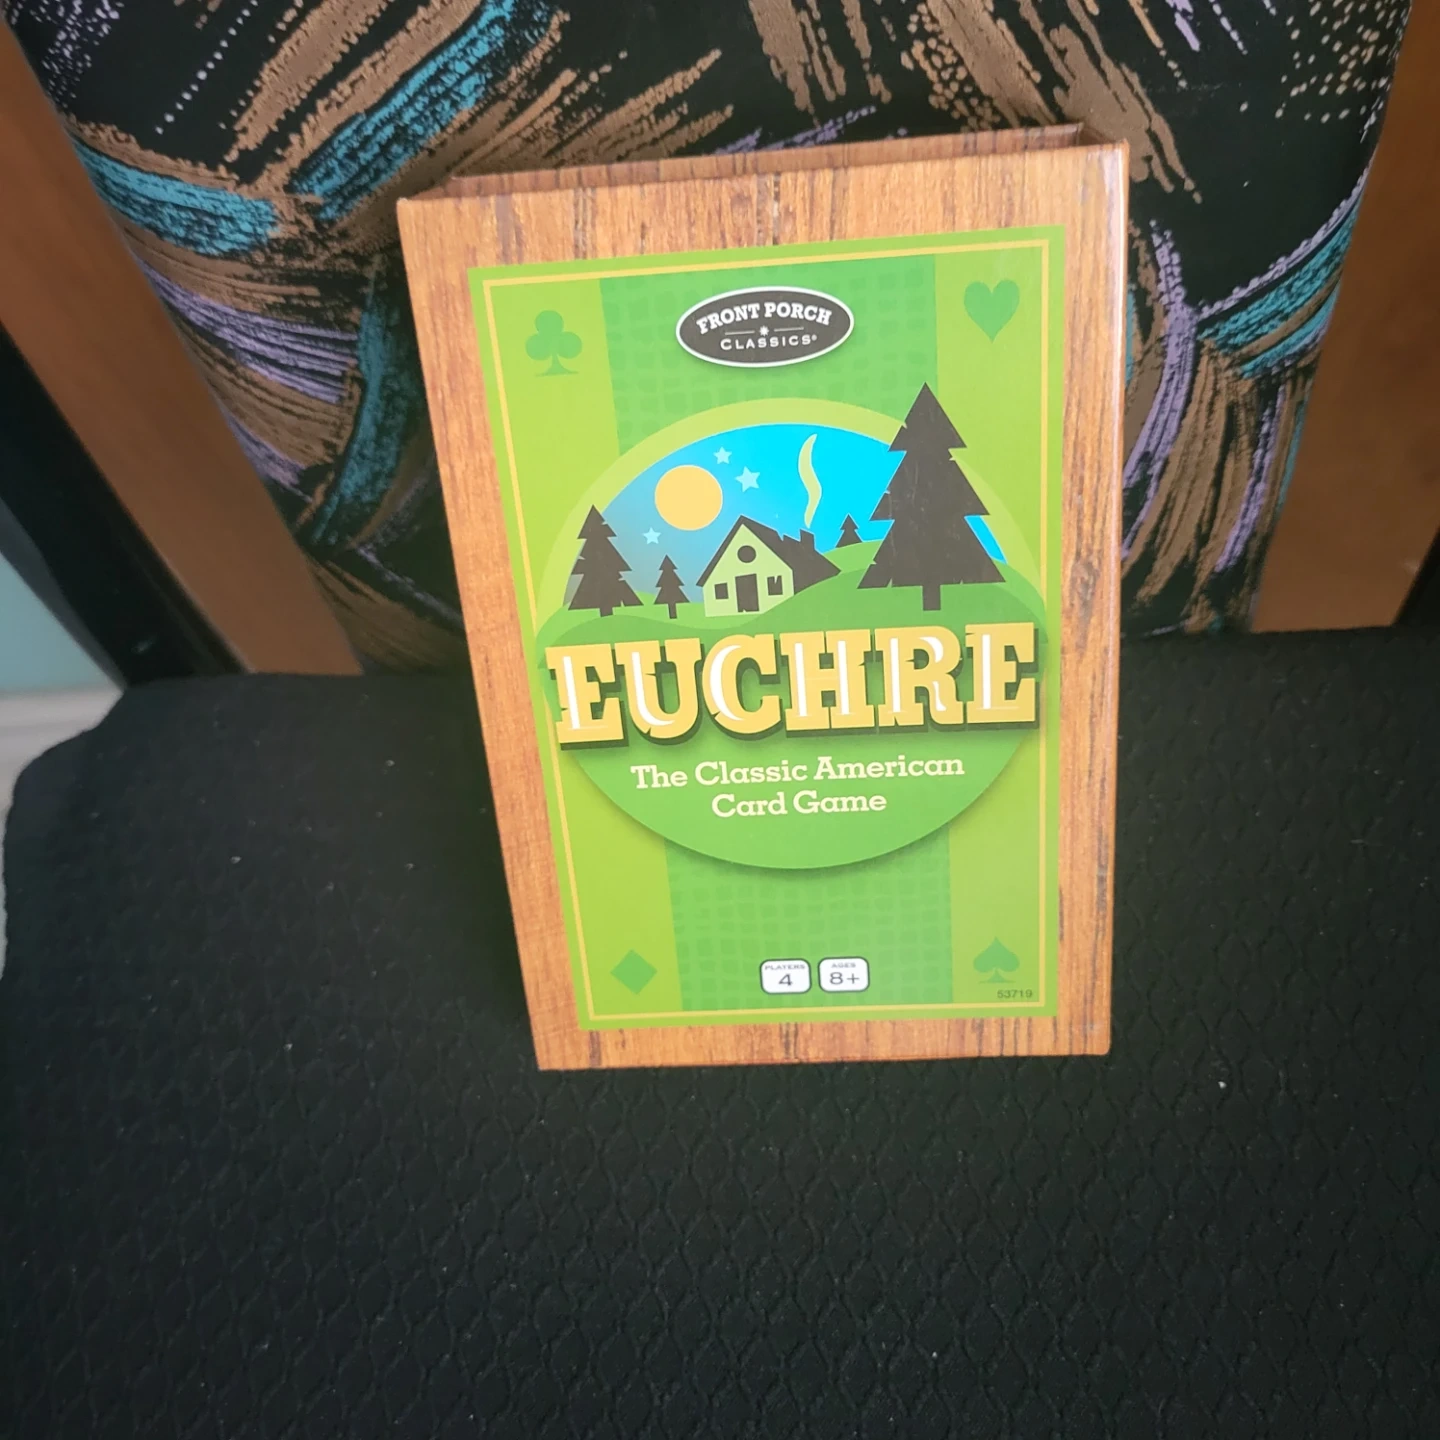 FRONT PORCH
CLASSICS®
EUCHRE
The Classic American
Card Game
PLAYERS
4
AGES
8+
53719